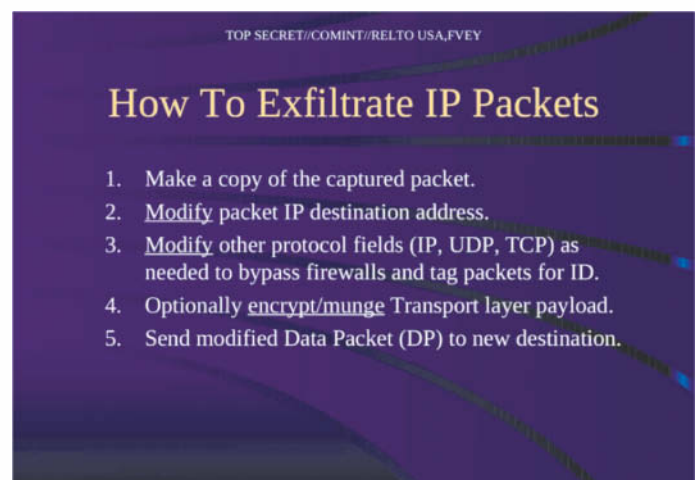 TOP SECRET//COMINT//RELTO USA,FVEY
How To Exfiltrate IP Packets
1. Make a copy of the captured packet.
2. Modify packet IP destination address.
3. Modify other protocol fields (IP, UDP, TCP) as
needed to bypass firewalls and tag packets for ID.
4. Optionally encrypt/munge Transport layer payload.
5. Send modified Data Packet (DP) to new destination.